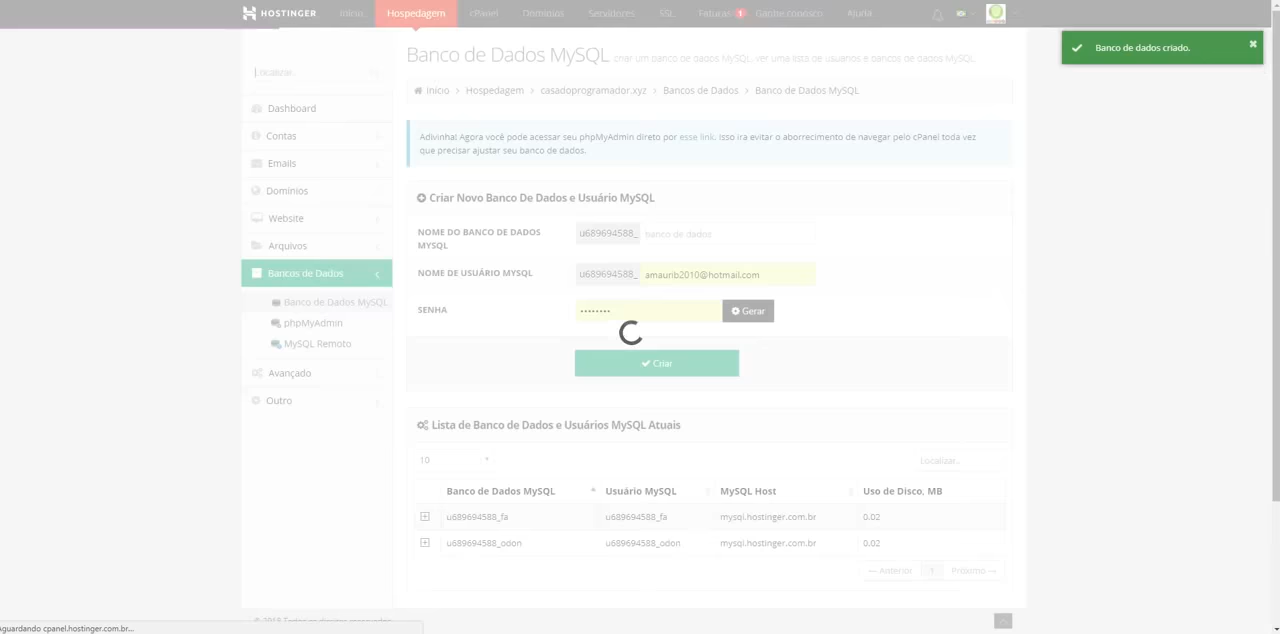 HOSTINGER
Início
Hospedagem
cPanel
Domínios
Servidores
SSL
Faturas 1
Ganhe conosco
Ajuda
Banco de dados criado.
Localizar..
Dashboard
Contas
Emails
Domínios
Website
Arquivos
Bancos de Dados
Banco de Dados MySQL
phpMyAdmin
MySQL Remoto
Avançado
Outro
Banco de Dados MySQL criar um banco de dados MySQL, ver uma lista de usuários e bancos de dados MySQL
Início > Hospedagem > casadoprogramador.xyz > Bancos de Dados > Banco de Dados MySQL
Adivinha! Agora você pode acessar seu phpMyAdmin direto por esse link. Isso ira evitar o aborrecimento de navegar pelo cPanel toda vez
que precisar ajustar seu banco de dados.
Criar Novo Banco De Dados e Usuário MySQL
NOME DO BANCO DE DADOS
MYSQL
u689694588_ banco de dados
NOME DE USUÁRIO MYSQL u689694588_ amaurib2010@hotmail.com
SENHA •••••••• Gerar
Criar
Lista de Banco de Dados e Usuários MySQL Atuais
10 Localizar..
Banco de Dados MySQL Usuário MySQL MySQL Host Uso de Disco, MB
u689694588_fa u689694588_fa mysql.hostinger.com.br 0.02
u689694588_odon u689694588_odon mysql.hostinger.com.br 0.02
← Anterior 1 Próximo →
Aguardando cpanel.hostinger.com.br...